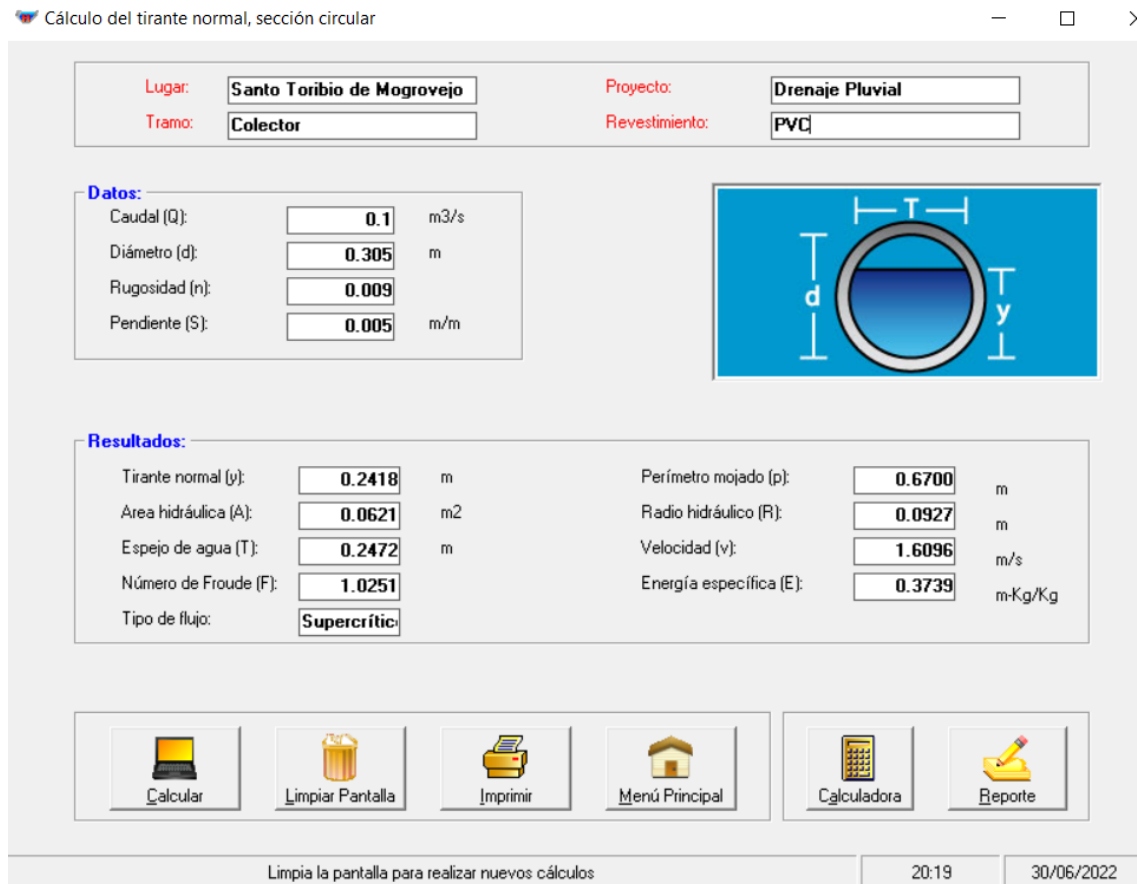 Cálculo del tirante normal, sección circular
Lugar: Santo Toribio de Mogrovejo Proyecto: Drenaje Pluvial
Tramo: Colector Revestimiento: PVC
Datos:
Caudal (Q): 0.1 m3/s
Diámetro (d): 0.305 m
Rugosidad (n): 0.009
Pendiente (S): 0.005 m/m
T
d
y
Resultados:
Tirante normal (y): 0.2418 m Perímetro mojado (p): 0.6700 m
Area hidráulica (A): 0.0621 m2 Radio hidráulico (R): 0.0927 m
Espejo de agua (T): 0.2472 m Velocidad (v): 1.6096 m/s
Número de Froude (F): 1.0251 Energía específica (E): 0.3739 m-Kg/Kg
Tipo de flujo: Supercrític
Calcular Limpiar Pantalla Imprimir Menú Principal Calculadora Reporte
Limpia la pantalla para realizar nuevos cálculos 20:19 30/06/2022